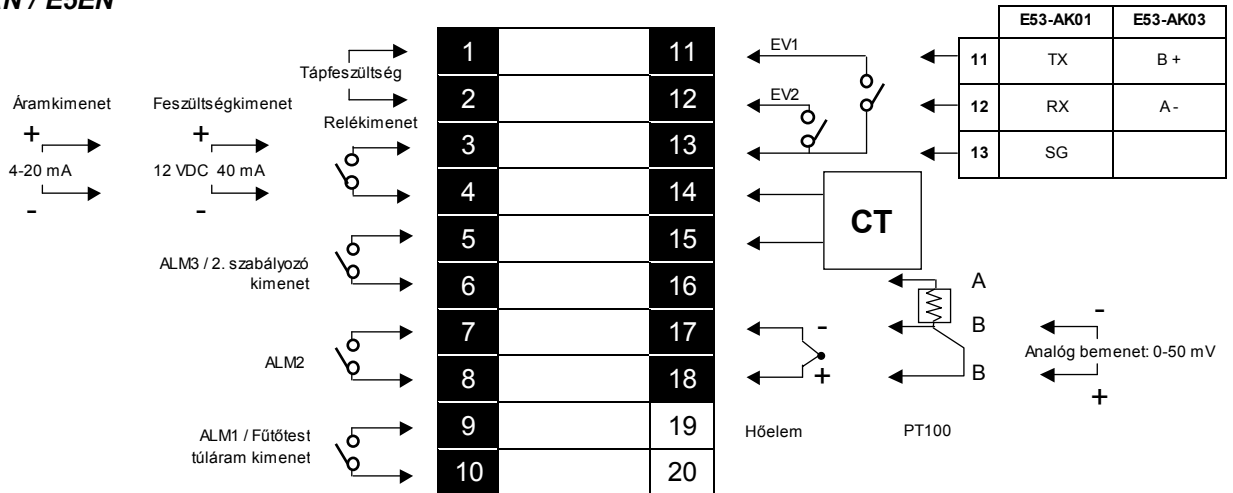 N / E5EN
E53-AK01 E53-AK03
11 TX B +
12 RX A -
13 SG
Tápfeszültség
Áramkimenet
+
4-20 mA
-
Feszültségkimenet
+
12 VDC 40 mA
-
Relékimenet
ALM3 / 2. szabályozó
kimenet
ALM2
ALM1 / Fűtőtest
túláram kimenet
1 11
2 12
3 13
4 14
5 15
6 16
7 17
8 18
9 19
10 20
EV1
EV2
CT
-
+
Hőelem
A
B
B
PT100
-
Analóg bemenet: 0-50 mV
+